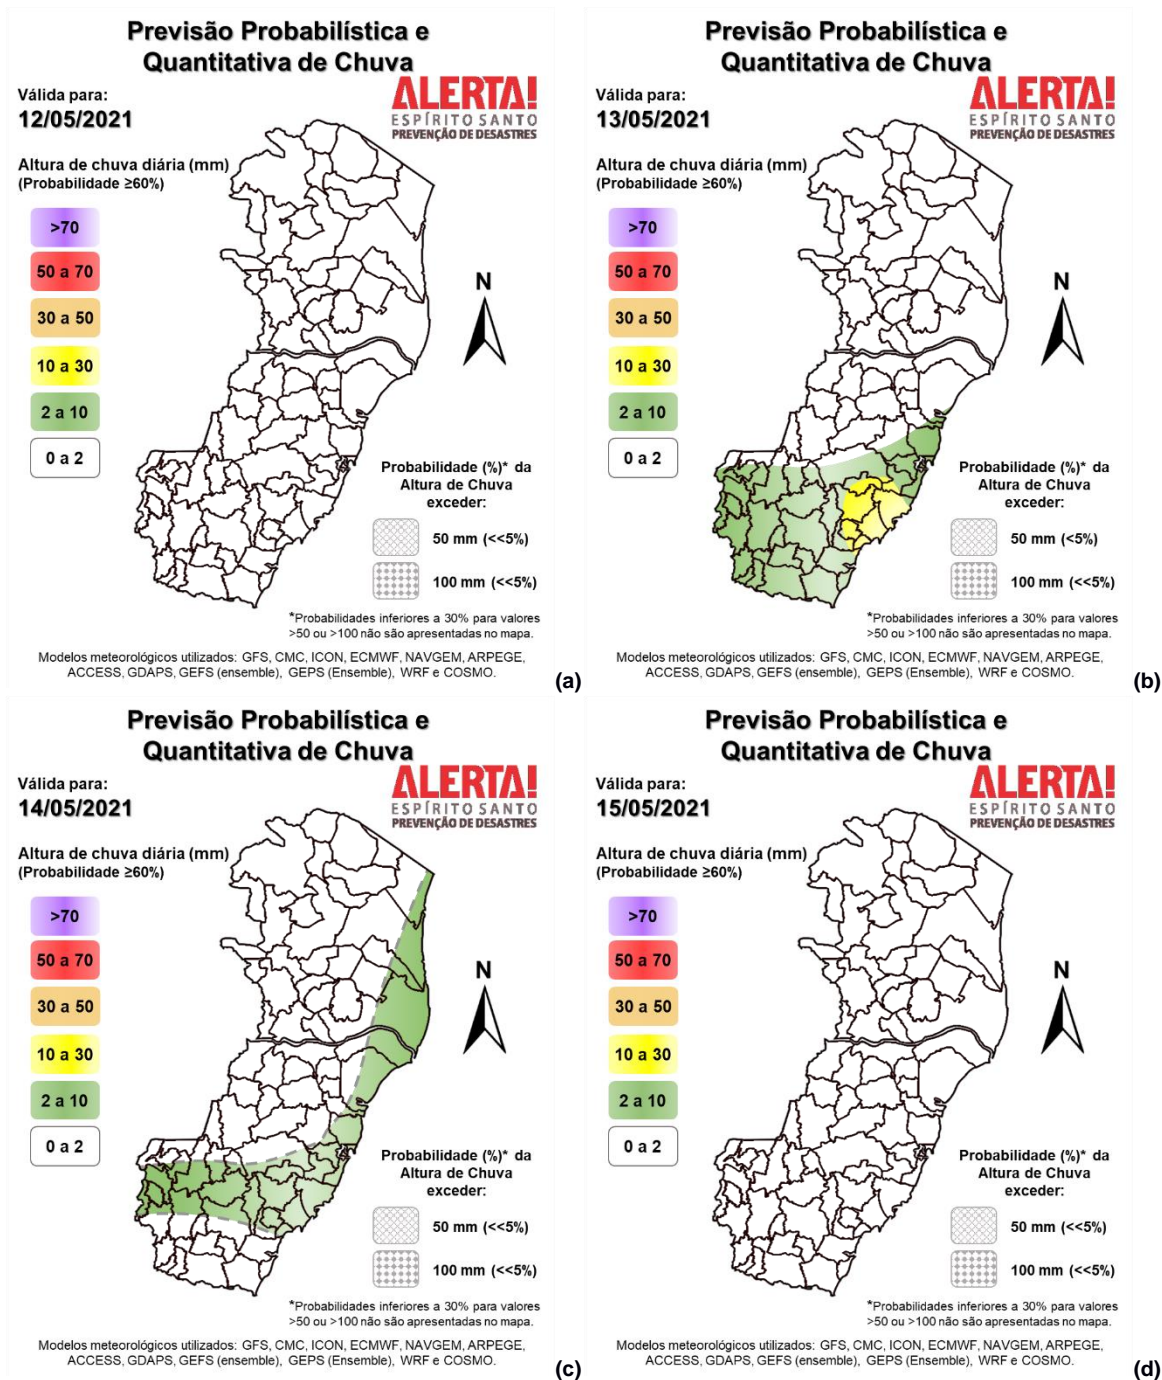 Previsão Probabilística e
Quantitativa de Chuva
Válida para:
12/05/2021
ALERTA!
ESPÍRITO SANTO
PREVENÇÃO DE DESASTRES
Altura de chuva diária (mm)
(Probabilidade ≥60%)
>70
50 a 70
30 a 50
10 a 30
2 a 10
0 a 2
N
Probabilidade (%)* da
Altura de Chuva
exceder:
50 mm (<<5%)
100 mm (<<5%)
*Probabilidades inferiores a 30% para valores
>50 ou >100 não são apresentadas no mapa.
Modelos meteorológicos utilizados: GFS, CMC, ICON, ECMWF, NAVGEM, ARPEGE,
ACCESS, GDAPS, GEFS (ensemble), GEPS (Ensemble), WRF e COSMO.
(a)
Previsão Probabilística e
Quantitativa de Chuva
Válida para:
13/05/2021
ALERTA!
ESPÍRITO SANTO
PREVENÇÃO DE DESASTRES
Altura de chuva diária (mm)
(Probabilidade ≥60%)
>70
50 a 70
30 a 50
10 a 30
2 a 10
0 a 2
N
Probabilidade (%)* da
Altura de Chuva
exceder:
50 mm (<5%)
100 mm (<<5%)
*Probabilidades inferiores a 30% para valores
>50 ou >100 não são apresentadas no mapa.
Modelos meteorológicos utilizados: GFS, CMC, ICON, ECMWF, NAVGEM, ARPEGE,
ACCESS, GDAPS, GEFS (ensemble), GEPS (Ensemble), WRF e COSMO.
(b)
Previsão Probabilística e
Quantitativa de Chuva
Válida para:
14/05/2021
ALERTA!
ESPÍRITO SANTO
PREVENÇÃO DE DESASTRES
Altura de chuva diária (mm)
(Probabilidade ≥60%)
>70
50 a 70
30 a 50
10 a 30
2 a 10
0 a 2
N
Probabilidade (%)* da
Altura de Chuva
exceder:
50 mm (<<5%)
100 mm (<<5%)
*Probabilidades inferiores a 30% para valores
>50 ou >100 não são apresentadas no mapa.
Modelos meteorológicos utilizados: GFS, CMC, ICON, ECMWF, NAVGEM, ARPEGE,
ACCESS, GDAPS, GEFS (ensemble), GEPS (Ensemble), WRF e COSMO.
(c)
Previsão Probabilística e
Quantitativa de Chuva
Válida para:
15/05/2021
ALERTA!
ESPÍRITO SANTO
PREVENÇÃO DE DESASTRES
Altura de chuva diária (mm)
(Probabilidade ≥60%)
>70
50 a 70
30 a 50
10 a 30
2 a 10
0 a 2
N
Probabilidade (%)* da
Altura de Chuva
exceder:
50 mm (<<5%)
100 mm (<<5%)
*Probabilidades inferiores a 30% para valores
>50 ou >100 não são apresentadas no mapa.
Modelos meteorológicos utilizados: GFS, CMC, ICON, ECMWF, NAVGEM, ARPEGE,
ACCESS, GDAPS, GEFS (ensemble), GEPS (Ensemble), WRF e COSMO.
(d)